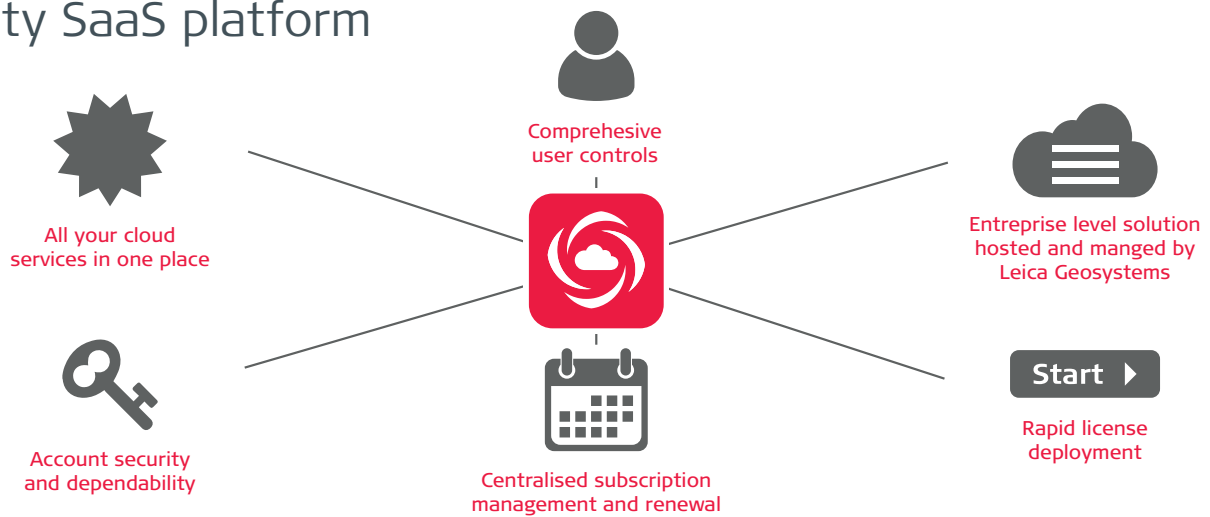 ty SaaS platform
Comprehesive
user controls
All your cloud
services in one place
Entreprise level solution
hosted and manged by
Leica Geosystems
Account security
and dependability
Centralised subscription
management and renewal
Start
Rapid license
deployment